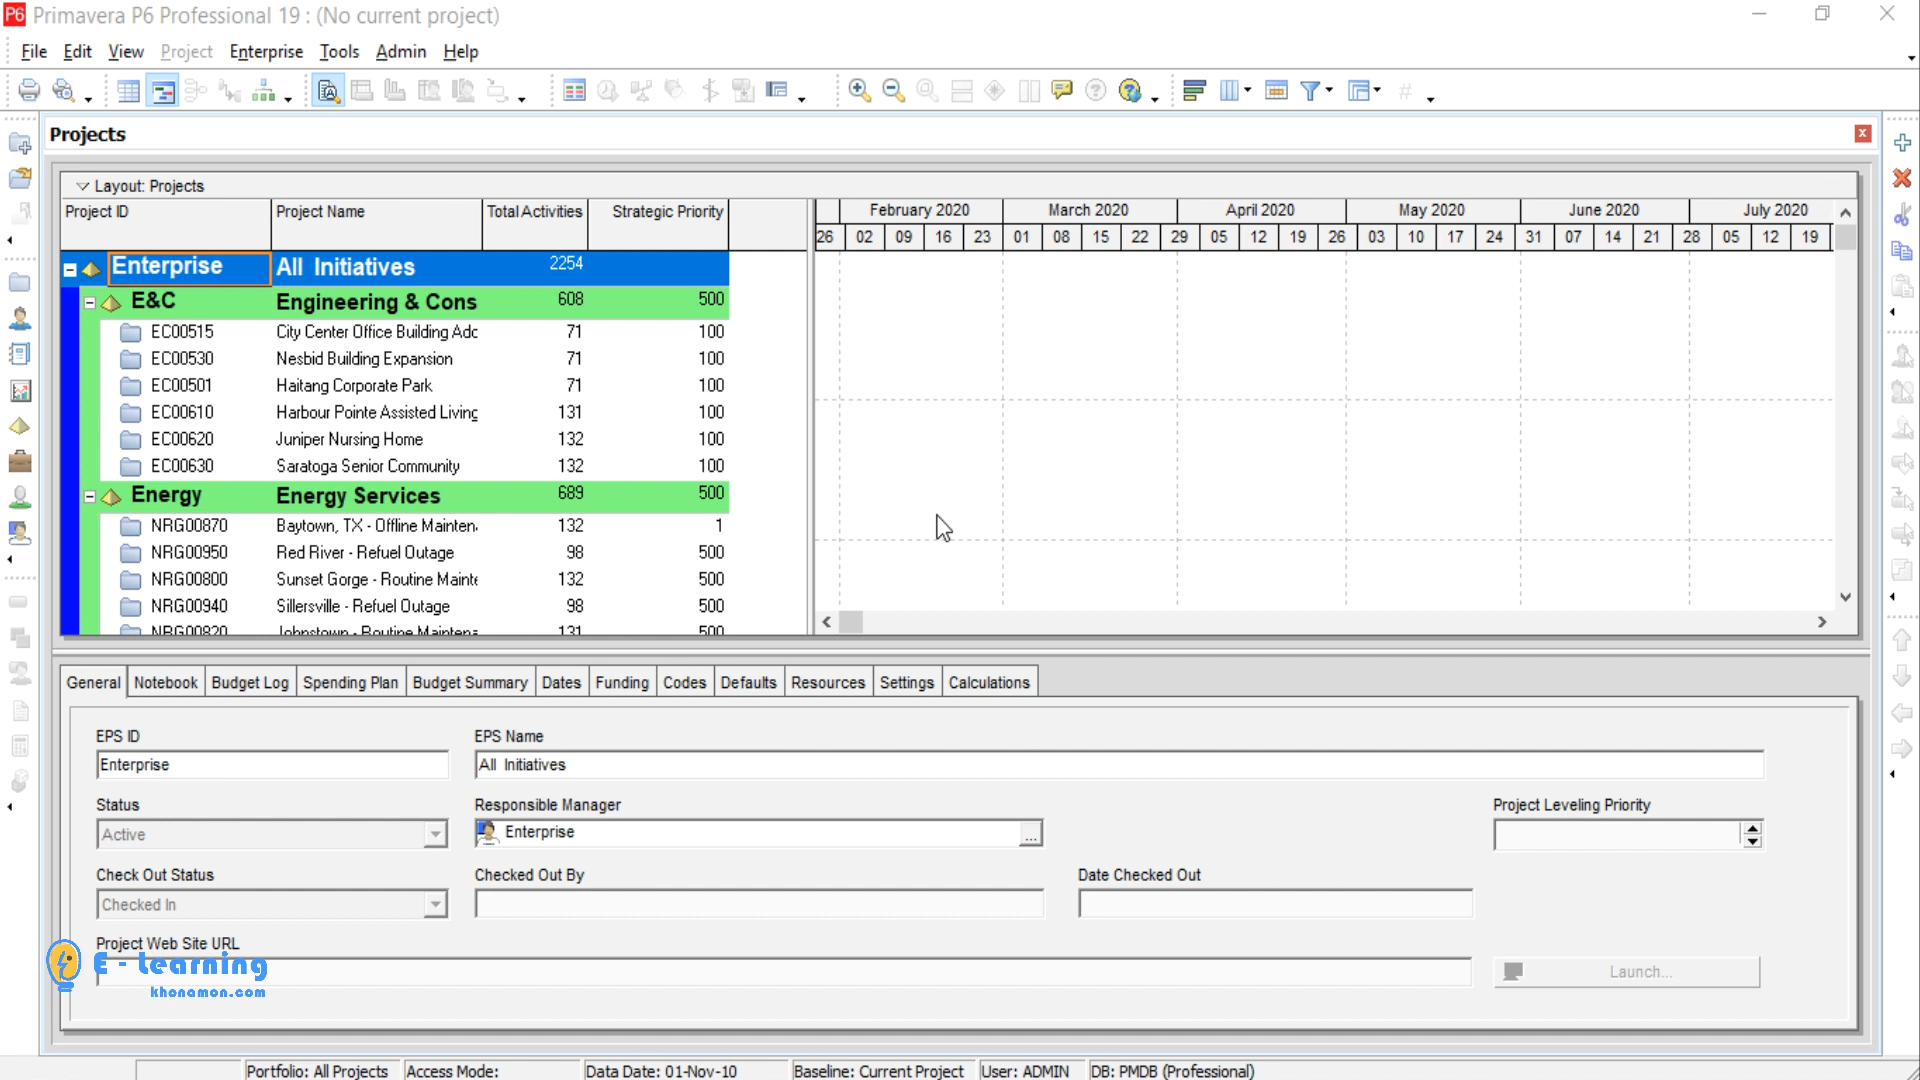 P6 Primavera P6 Professional 19 : (No current project)
File Edit View Project Enterprise Tools Admin Help
Projects
Layout: Projects
Project ID Project Name Total Activities Strategic Priority
February 2020 March 2020 April 2020 May 2020 June 2020 July 2020
26 02 09 16 23 01 08 15 22 29 05 12 19 26 03 10 17 24 31 07 14 21 28 05 12 19
Enterprise All Initiatives 2254
E&C Engineering & Cons 608 500
EC00515 City Center Office Building Adc 71 100
EC00530 Nesbid Building Expansion 71 100
EC00501 Haitang Corporate Park 71 100
EC00610 Harbour Pointe Assisted Living 131 100
EC00620 Juniper Nursing Home 132 100
EC00630 Saratoga Senior Community 132 100
Energy Energy Services 689 500
NRG00870 Baytown, TX - Offline Mainten 132 1
NRG00950 Red River - Refuel Outage 98 500
NRG00800 Sunset Gorge - Routine Mainte 132 500
NRG00940 Sillersville - Refuel Outage 98 500
NRG00820 Johnstown - Routine Maintena 131 500
General Notebook Budget Log Spending Plan Budget Summary Dates Funding Codes Defaults Resources Settings Calculations
EPS ID EPS Name
Enterprise All Initiatives
Status Responsible Manager Project Leveling Priority
Active Enterprise ...
Check Out Status Checked Out By Date Checked Out
Checked In
Project Web Site URL
E - Learning
Launch...
khonamon.com
Portfolio: All Projects Access Mode: Data Date: 01-Nov-10 Baseline: Current Project User: ADMIN DB: PMDB (Professional)